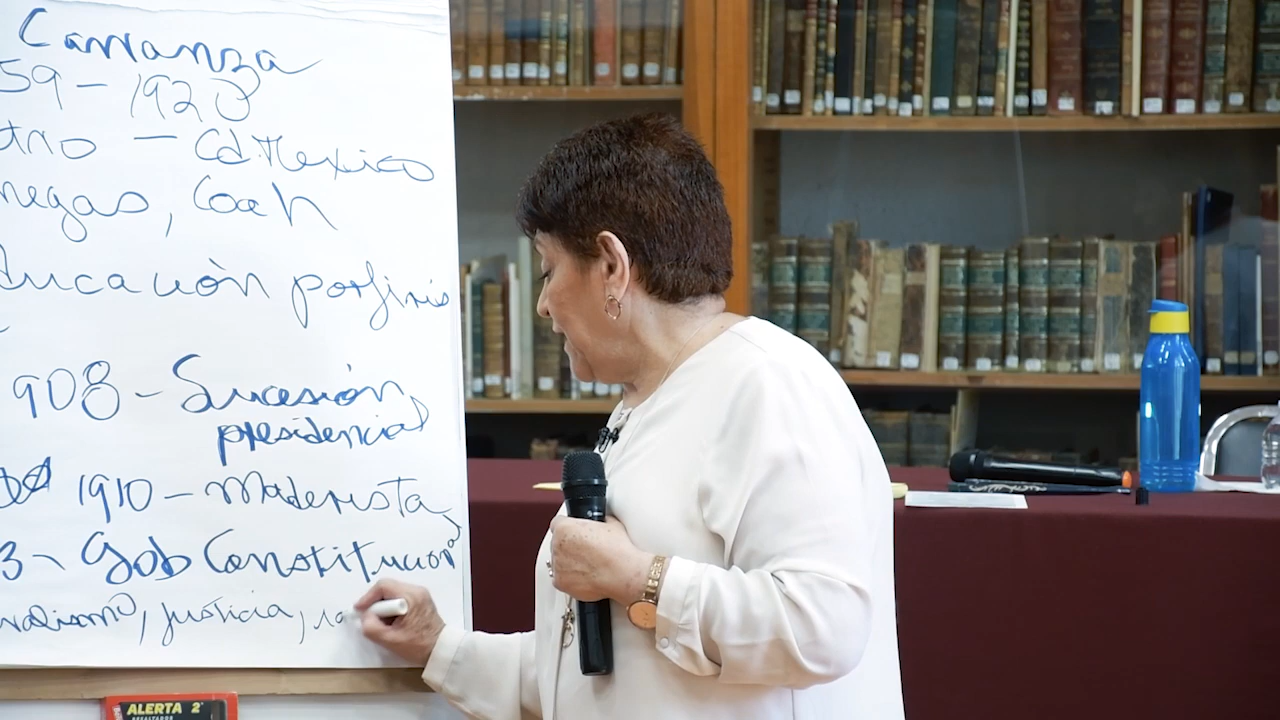 Carranza
59 - 1920
tro - Cd. Mexico
negas, Coah
ducación porfiris
908 - Sucesión
presidencial
1910 - Maderista
3 - Gob Constitucion
nalismo, justicia,
ALERTA 2°
RESULTADOS